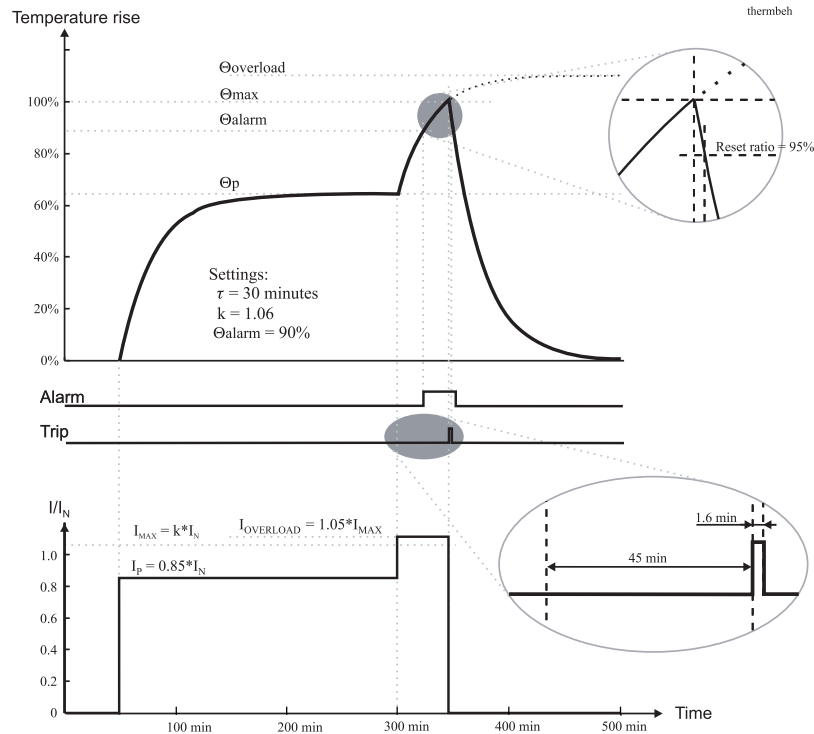 Temperature rise
thermbeh
Θoverload
Θmax
100%
Θalarm
Reset ratio = 95%
80%
Θp
60%
40%
Settings:
τ = 30 minutes
k = 1.06
Θalarm = 90%
20%
0%
Alarm
Trip
I/IN
IMAX = k*IN
IOVERLOAD = 1.05*IMAX
1.6 min
1.0
IP = 0.85*IN
45 min
0.8
0.6
0.4
0.2
0
Time
100 min
200 min
300 min
400 min
500 min